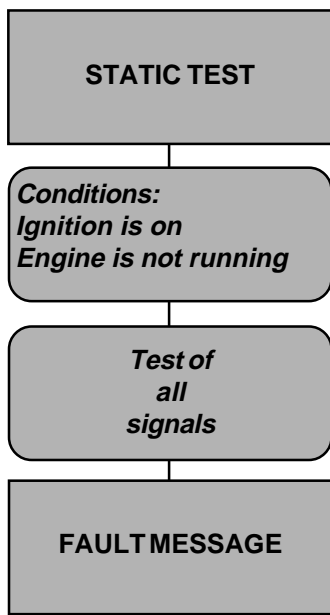 STATIC TEST
Conditions:
Ignition is on
Engine is not running
Test of
all
signals
FAULT MESSAGE